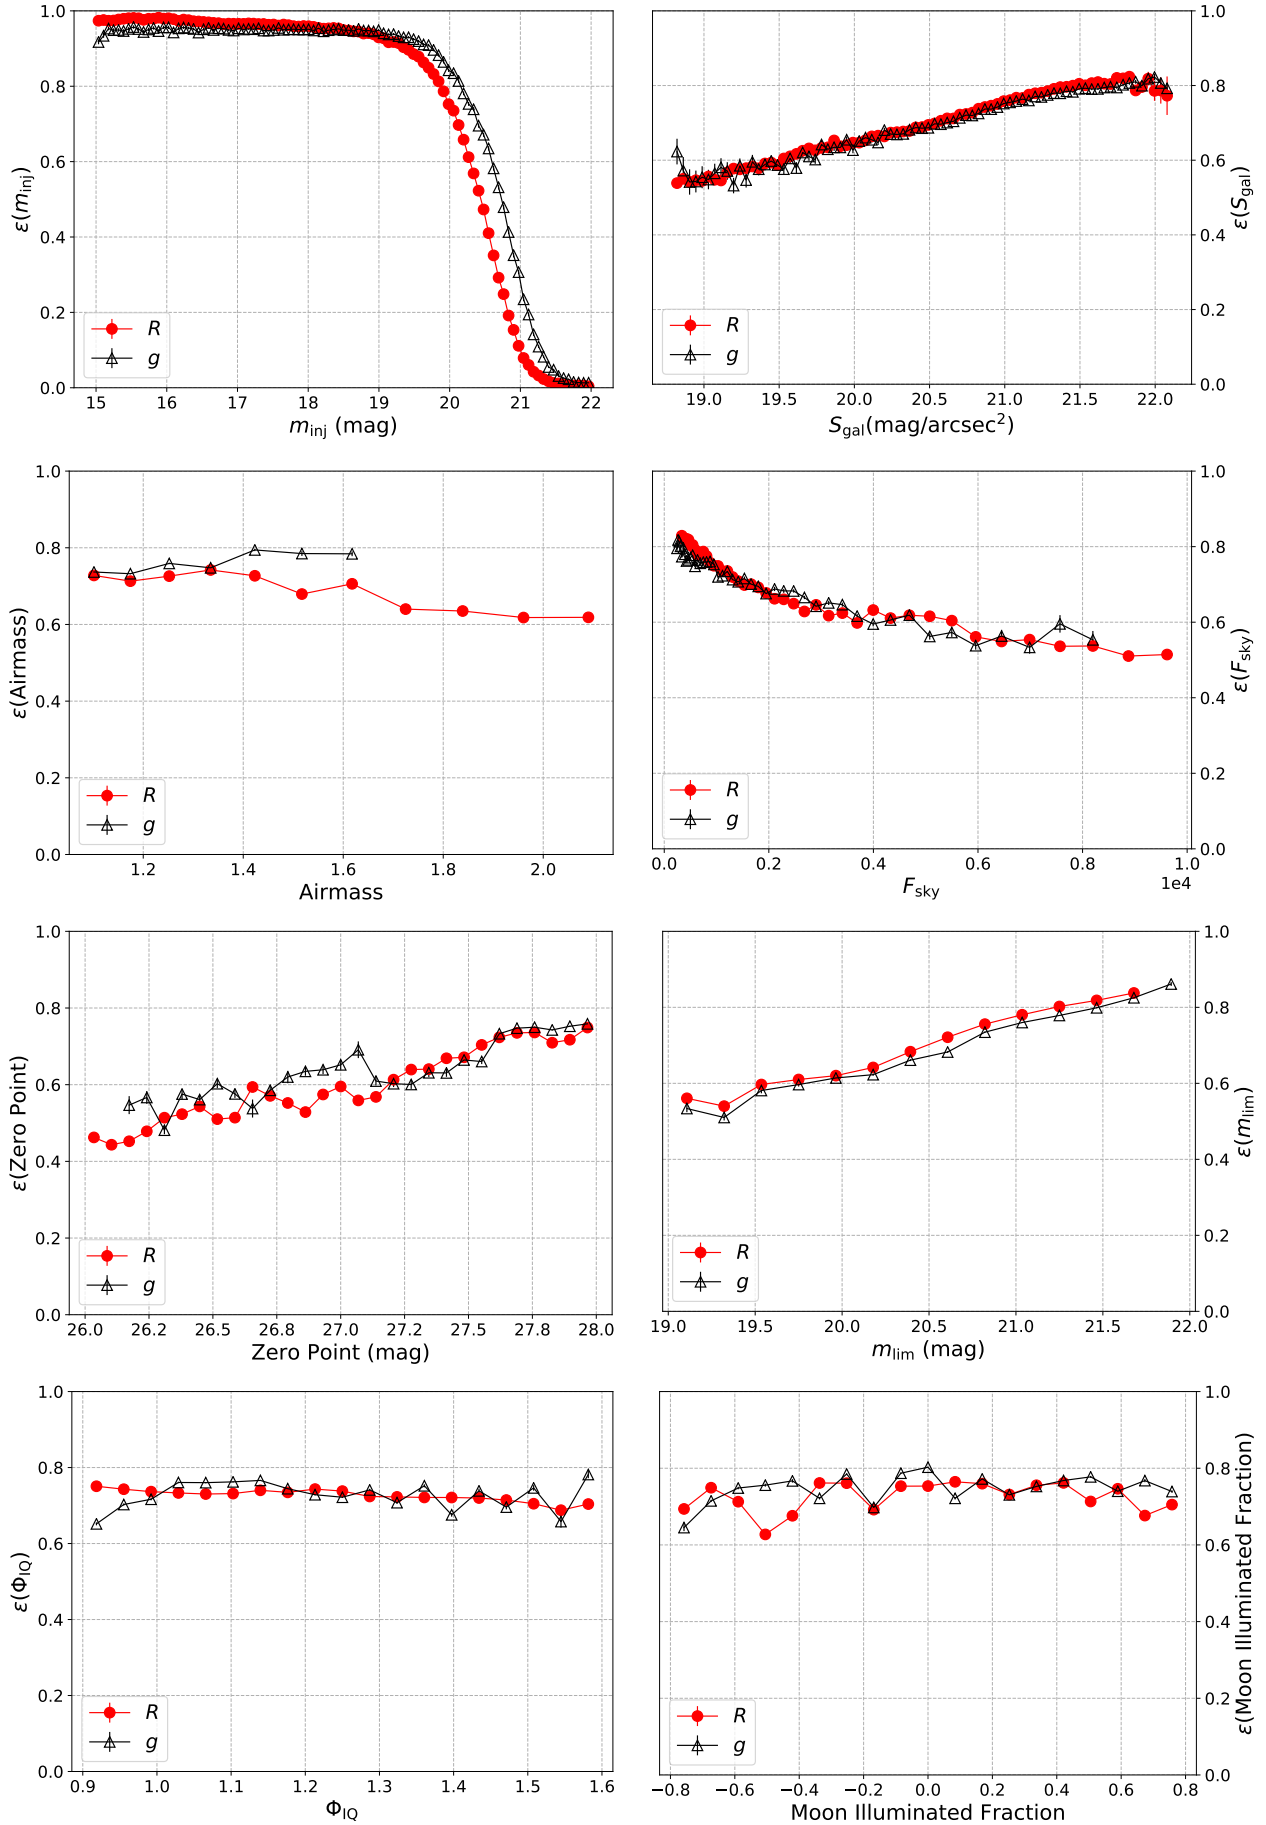 1.0
0.8
0.6
0.4
0.2
0.0
ε(m_inj)
R
g
15 16 17 18 19 20 21 22
m_inj (mag)
1.0
0.8
0.6
0.4
0.2
0.0
ε(S_gal)
R
g
19.0 19.5 20.0 20.5 21.0 21.5 22.0
S_gal(mag/arcsec²)
1.0
0.8
0.6
0.4
0.2
0.0
ε(Airmass)
R
g
1.2 1.4 1.6 1.8 2.0
Airmass
1.0
0.8
0.6
0.4
0.2
0.0
ε(F_sky)
R
g
0.0 0.2 0.4 0.6 0.8 1.0
1e4
F_sky
1.0
0.8
0.6
0.4
0.2
0.0
ε(Zero Point)
R
g
26.0 26.2 26.5 26.8 27.0 27.2 27.5 27.8 28.0
Zero Point (mag)
1.0
0.8
0.6
0.4
0.2
0.0
ε(m_lim)
R
g
19.0 19.5 20.0 20.5 21.0 21.5 22.0
m_lim (mag)
1.0
0.8
0.6
0.4
0.2
0.0
ε(Φ_IQ)
R
g
0.9 1.0 1.1 1.2 1.3 1.4 1.5 1.6
Φ_IQ
1.0
0.8
0.6
0.4
0.2
0.0
ε(Moon Illuminated Fraction)
R
g
−0.8 −0.6 −0.4 −0.2 0.0 0.2 0.4 0.6 0.8
Moon Illuminated Fraction